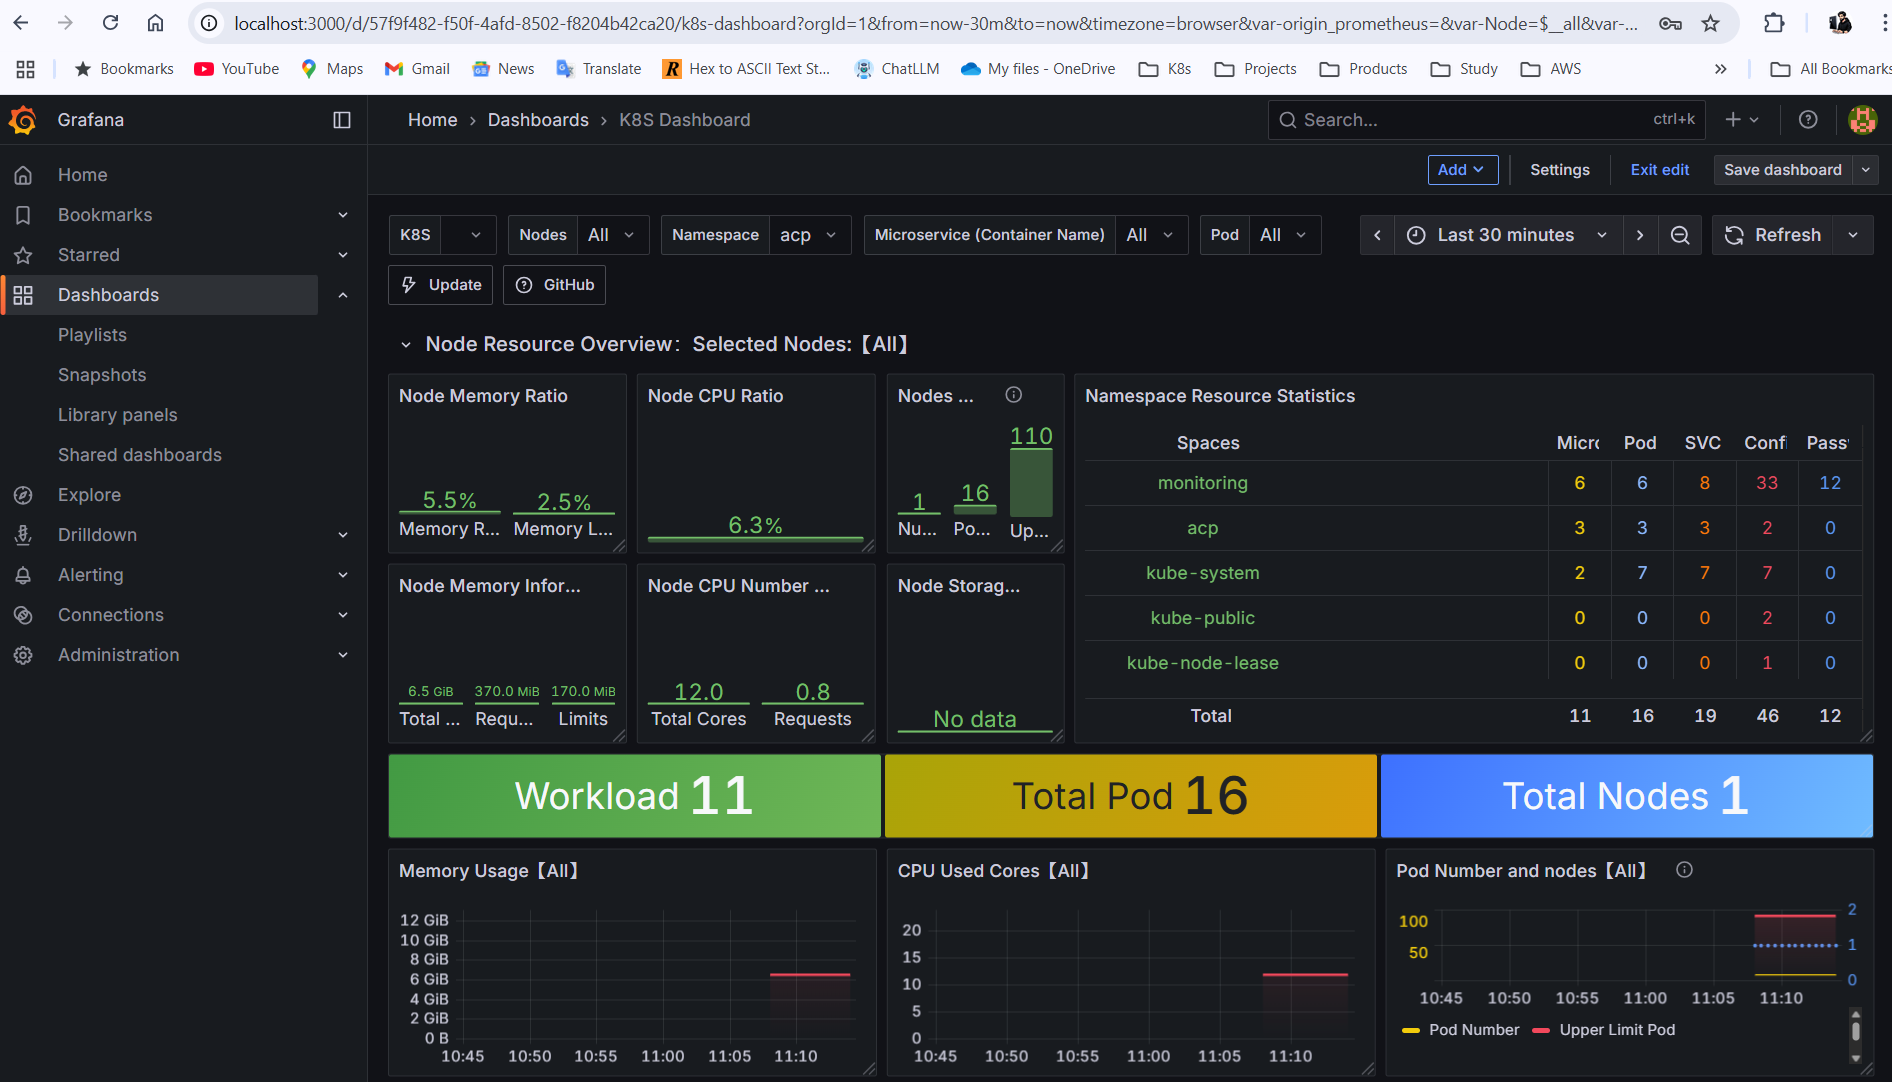 localhost:3000/d/57f9f482-f50f-4afd-8502-f8204b42ca20/k8s-dashboard?orgId=1&from=now-30m&to=now&timezone=browser&var-origin_prometheus=&var-Node=$__all&var-...
Bookmarks YouTube Maps Gmail News Translate Hex to ASCII Text St... ChatLLM My files - OneDrive K8s Projects Products Study AWS » All Bookmarks
Grafana
Home › Dashboards › K8S Dashboard
Search... ctrl+k
Add Settings Exit edit Save dashboard
Home
Bookmarks
Starred
Dashboards
Playlists
Snapshots
Library panels
Shared dashboards
Explore
Drilldown
Alerting
Connections
Administration
K8S Nodes All Namespace acp Microservice (Container Name) All Pod All Last 30 minutes Refresh
Update GitHub
Node Resource Overview：Selected Nodes:【All】
Node Memory Ratio
5.5% 2.5%
Memory R... Memory L...
Node CPU Ratio
6.3%
Nodes ...
1 16 110
Nu... Po... Up...
Namespace Resource Statistics
Spaces Micro Pod SVC Confi Pass
monitoring 6 6 8 33 12
acp 3 3 3 2 0
kube-system 2 7 7 7 0
kube-public 0 0 0 2 0
kube-node-lease 0 0 0 1 0
Total 11 16 19 46 12
Node Memory Infor...
6.5 GiB 370.0 MiB 170.0 MiB
Total ... Requ... Limits
Node CPU Number ...
12.0 0.8
Total Cores Requests
Node Storag...
No data
Workload 11
Total Pod 16
Total Nodes 1
Memory Usage【All】
12 GiB
10 GiB
8 GiB
6 GiB
4 GiB
2 GiB
0 B
10:45 10:50 10:55 11:00 11:05 11:10
CPU Used Cores【All】
20
15
10
5
0
10:45 10:50 10:55 11:00 11:05 11:10
Pod Number and nodes【All】
100
50
2
1
0
10:45 10:50 10:55 11:00 11:05 11:10
Pod Number Upper Limit Pod